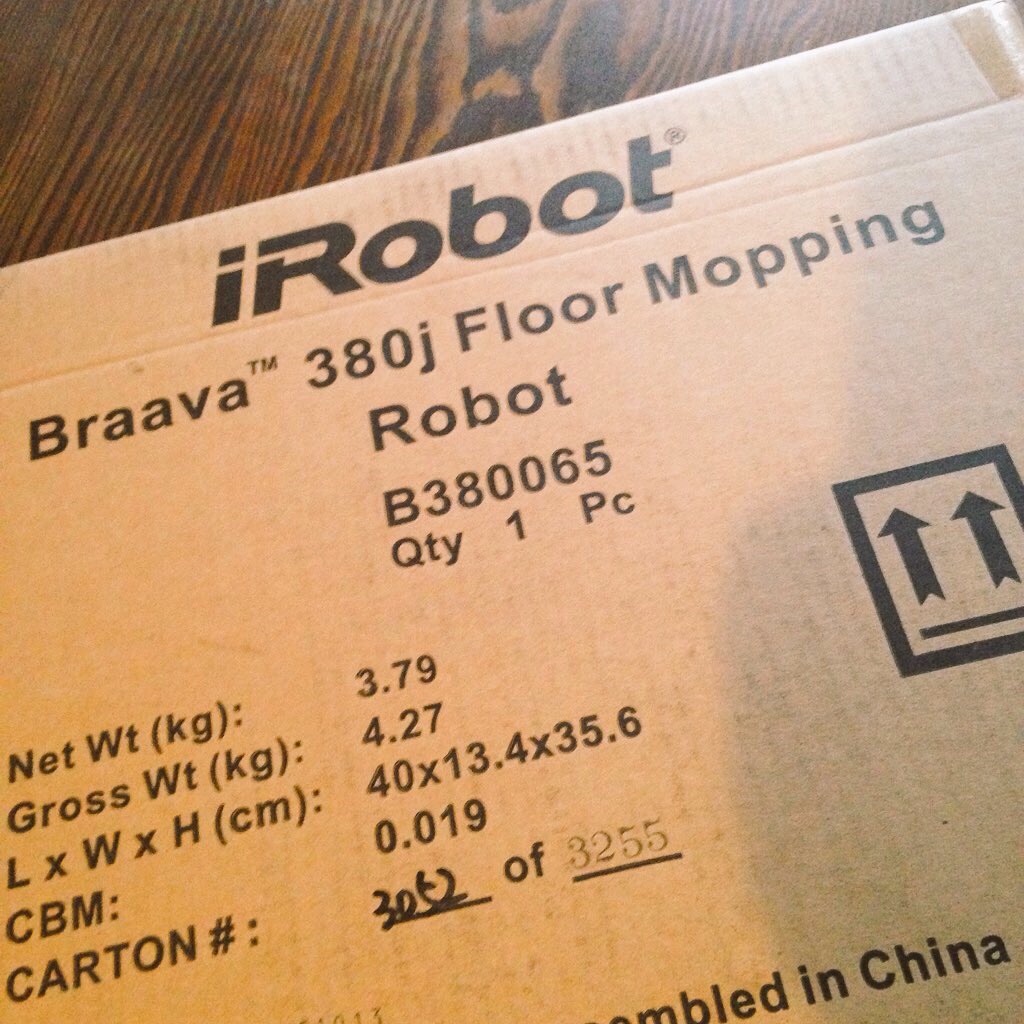 iRobot®
Braava™ 380j Floor Mopping
Robot
B380065
Qty 1 Pc
Net Wt (kg): 3.79
Gross Wt (kg): 4.27
L x W x H (cm): 40x13.4x35.6
CBM: 0.019
CARTON #: 3052 of 3255
mbled in China